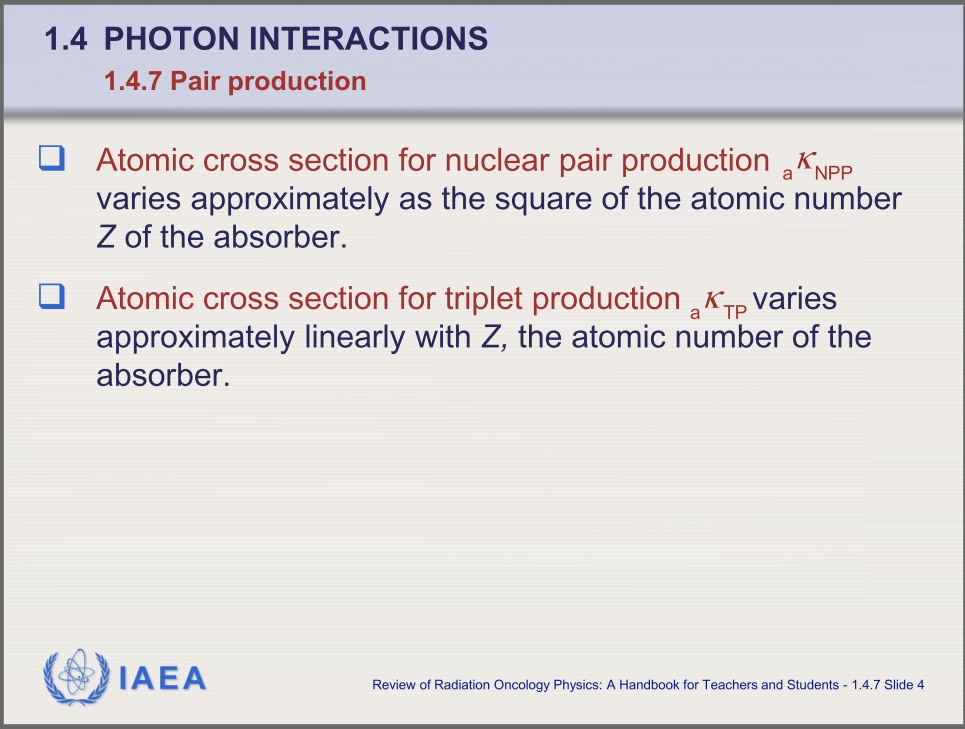 1.4 PHOTON INTERACTIONS
1.4.7 Pair production
❑ Atomic cross section for nuclear pair production aκNPP
varies approximately as the square of the atomic number
Z of the absorber.
❑ Atomic cross section for triplet production aκTP varies
approximately linearly with Z, the atomic number of the
absorber.
IAEA
Review of Radiation Oncology Physics: A Handbook for Teachers and Students - 1.4.7 Slide 4